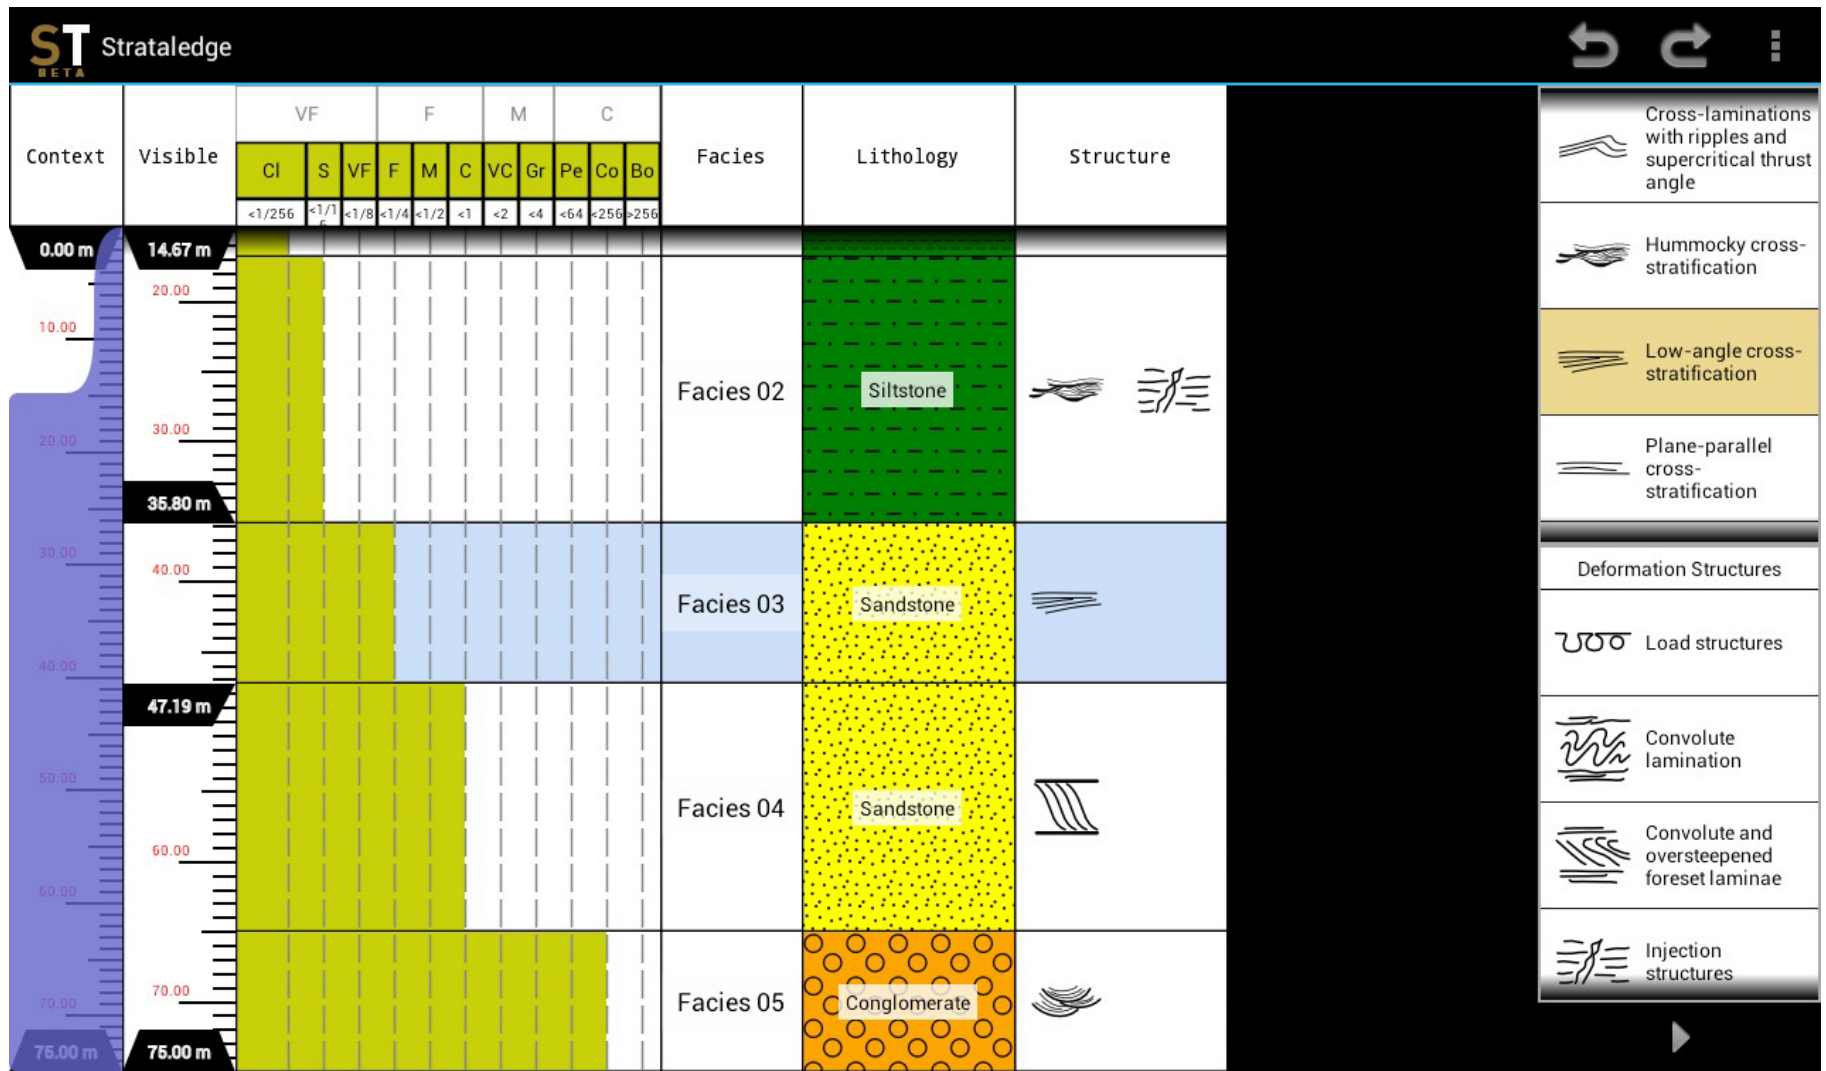 ST
BETA
Strataledge
Context
Visible
VF
F
M
C
Cl
S
VF
F
M
C
VC
Gr
Pe
Co
Bo
<1/256
<1/1
6
<1/8
<1/4
<1/2
<1
<2
<4
<64
<256
>256
Facies
Lithology
Structure
0.00 m
10.00
20.00
30.00
40.00
50.00
60.00
70.00
75.00 m
14.67 m
20.00
30.00
35.80 m
40.00
47.19 m
60.00
70.00
75.00 m
Facies 02
Siltstone
Facies 03
Sandstone
Facies 04
Sandstone
Facies 05
Conglomerate
Cross-laminations
with ripples and
supercritical thrust
angle
Hummocky cross-
stratification
Low-angle cross-
stratification
Plane-parallel
cross-
stratification
Deformation Structures
Load structures
Convolute
lamination
Convolute and
oversteepened
foreset laminae
Injection
structures